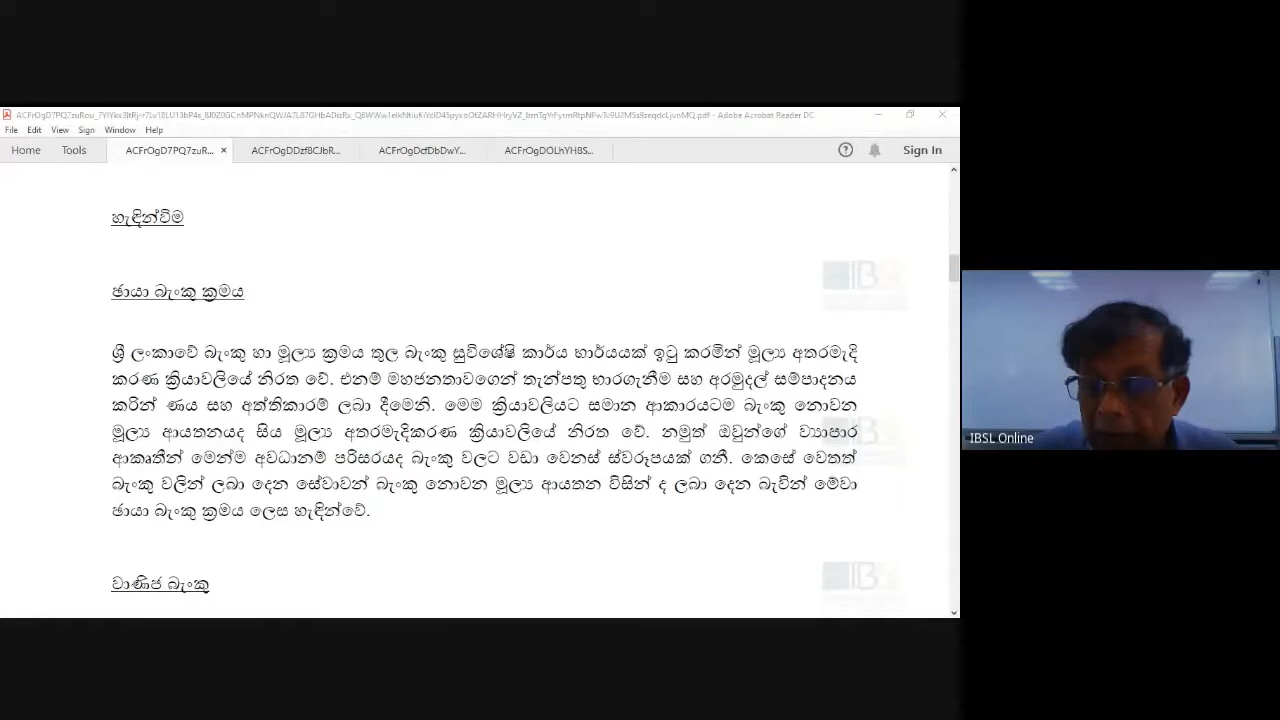 ACFrOgD7PQ7zuR... ×
ACFrOgDDzf8CJbR...
ACFrOgDcfDbDwY...
ACFrOgDOLhYH8S...
File Edit View Sign Window Help
Home Tools
Sign In
හැඳින්වීම
ඡායා බැංකු ක්‍රමය
ශ්‍රී ලංකාවේ බැංකු හා මූල්‍ය ක්‍රමය තුල බැංකු සුවිශේෂි කාර්ය භාර්යයක් ඉටු කරමින් මූල්‍ය අතරමැදි
කරණ ක්‍රියාවලියේ නිරත වේ. එනම් මහජනතාවගෙන් තැන්පතු භාරගැනීම සහ අරමුදල් සම්පාදනය
කරින් ණය සහ අත්තිකාරම් ලබා දීමෙනි. මෙම ක්‍රියාවලියට සමාන ආකාරයටම බැංකු නොවන
මූල්‍ය ආයතනයද සිය මූල්‍ය අතරමැදිකරණ ක්‍රියාවලියේ නිරත වේ. නමුත් ඔවුන්ගේ ව්‍යාපාර
ආකෘතීන් මෙන්ම අවධානම් පරිසරයද බැංකු වලට වඩා වෙනස් ස්වරූපයක් ගනී. කෙසේ වෙතත්
බැංකු වලින් ලබා දෙන සේවාවන් බැංකු නොවන මූල්‍ය ආයතන විසින් ද ලබා දෙන බැවින් මේවා
ඡායා බැංකු ක්‍රමය ලෙස හැඳින්වේ.
වාණිජ බැංකු
IBSL Online